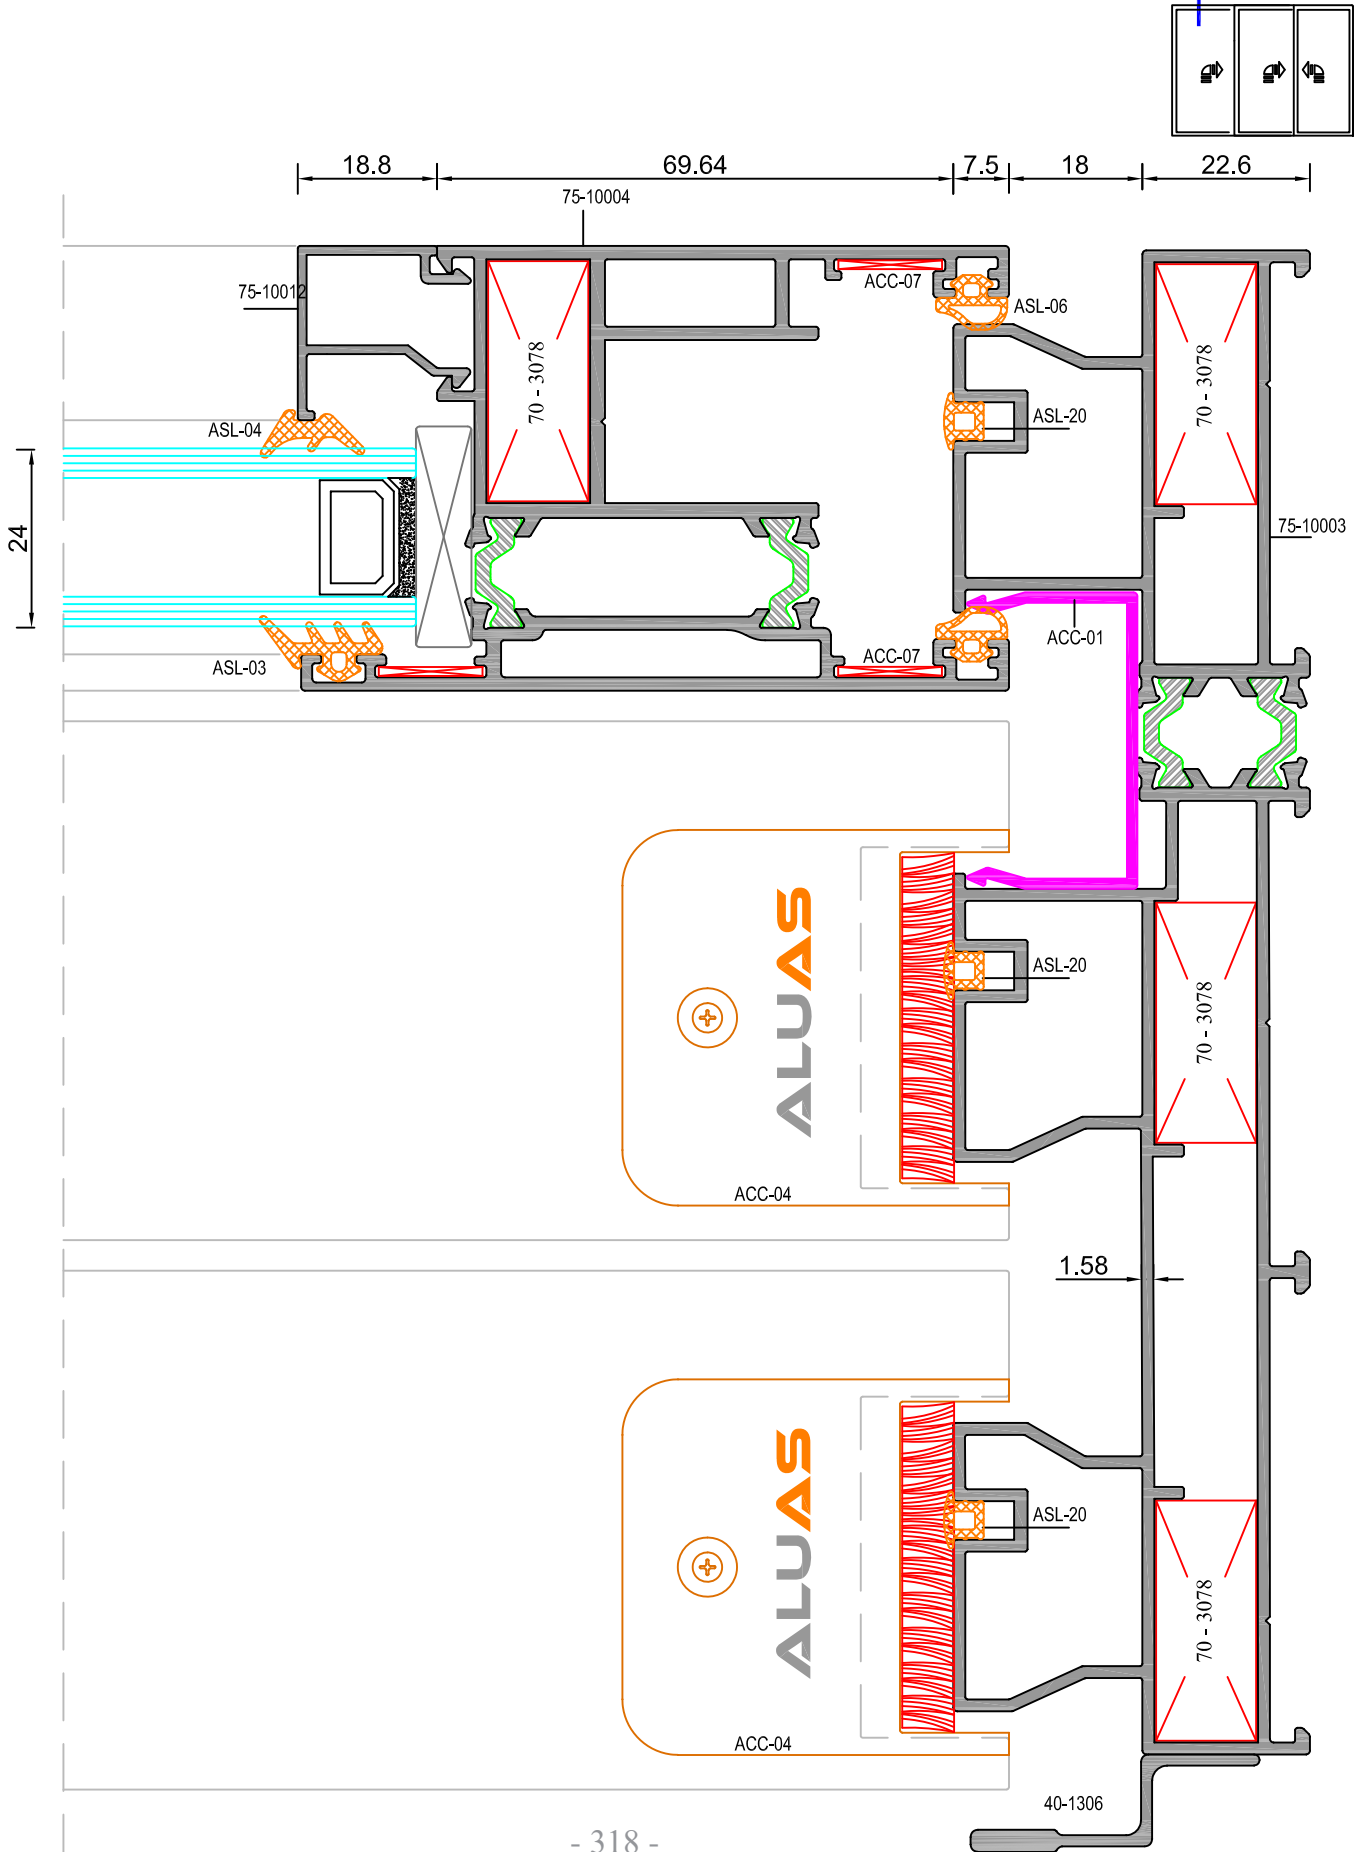 18.8
69.64
7.5
18
22.6
75-10004
75-10012
ACC-07
ASL-06
70 - 3078
70 - 3078
ASL-04
ASL-20
24
75-10003
ACC-01
ASL-03
ACC-07
ALUAS
ASL-20
70 - 3078
ACC-04
1.58
ALUAS
ASL-20
70 - 3078
ACC-04
40-1306
- 318 -